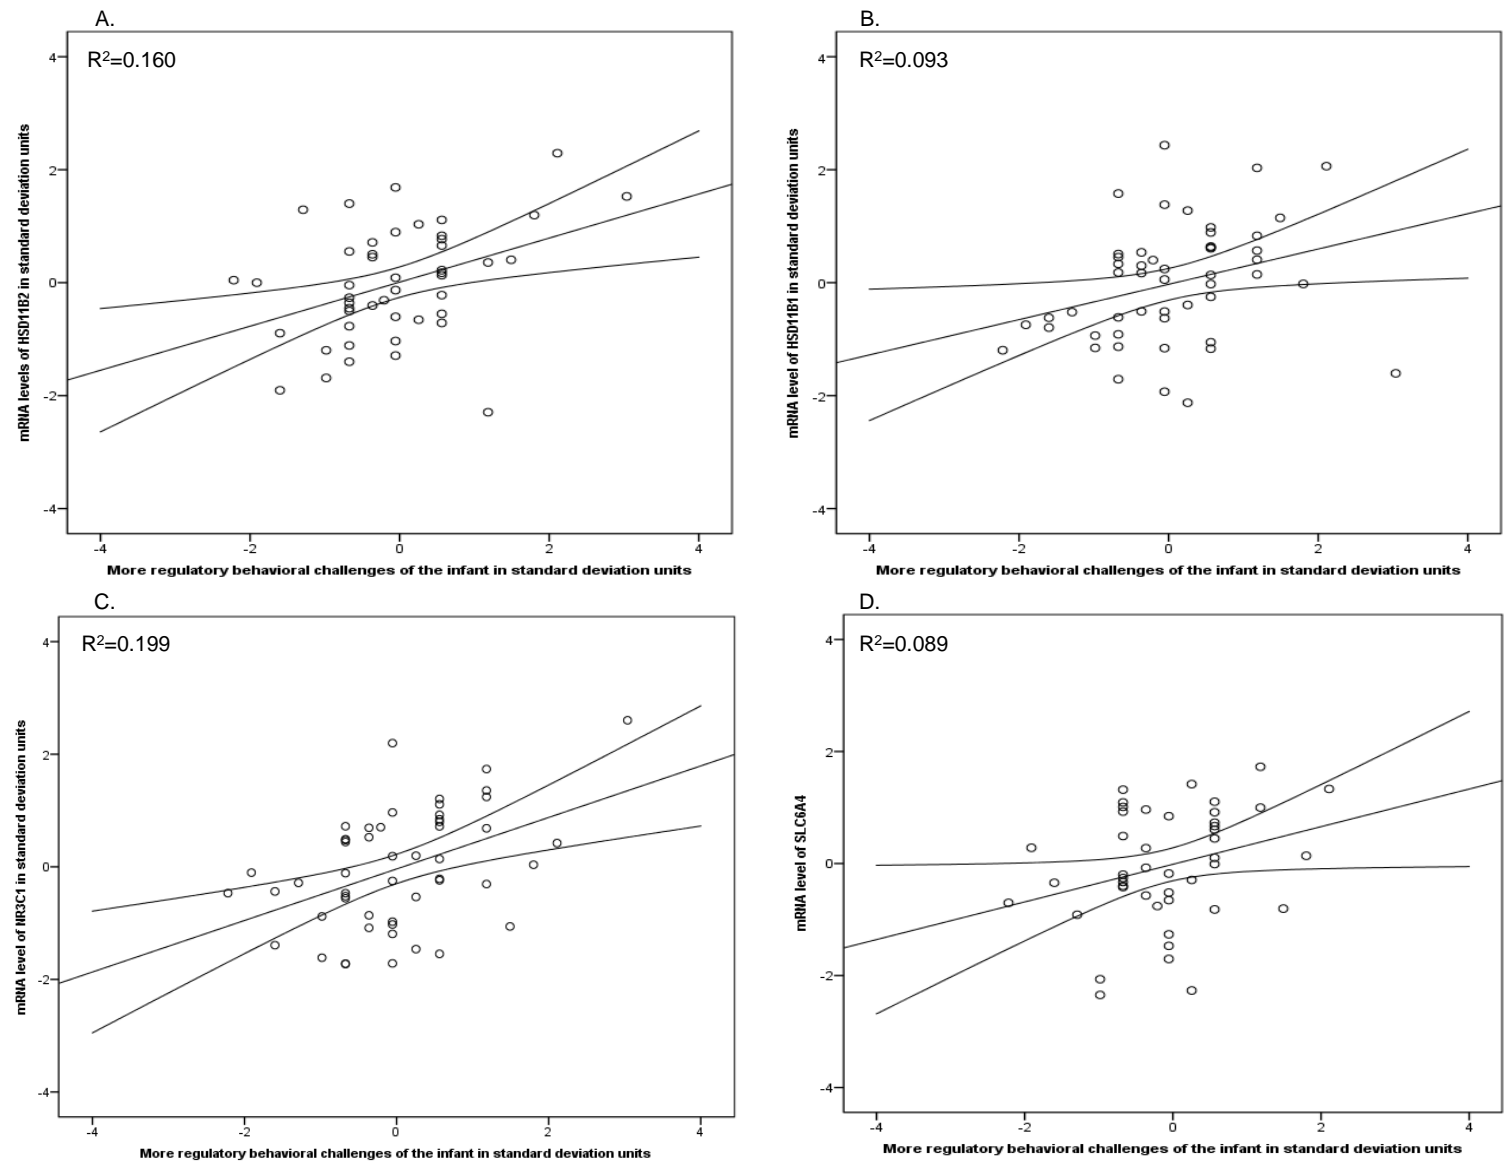 A.
R²=0.160
mRNA levels of HSD11B2 in standard deviation units
4
2
0
-2
-4
-4 -2 0 2 4
More regulatory behavioral challenges of the infant in standard deviation units
B.
R²=0.093
mRNA level of HSD11B1 in standard deviation units
4
2
0
-2
-4
-4 -2 0 2 4
More regulatory behavioral challenges of the infant in standard deviation units
C.
R²=0.199
mRNA level of NR3C1 in standard deviation units
4
2
0
-2
-4
-4 -2 0 2 4
More regulatory behavioral challenges of the infant in standard deviation units
D.
R²=0.089
mRNA level of SLC6A4
4
2
0
-2
-4
-4 -2 0 2 4
More regulatory behavioral challenges of the infant in standard deviation units